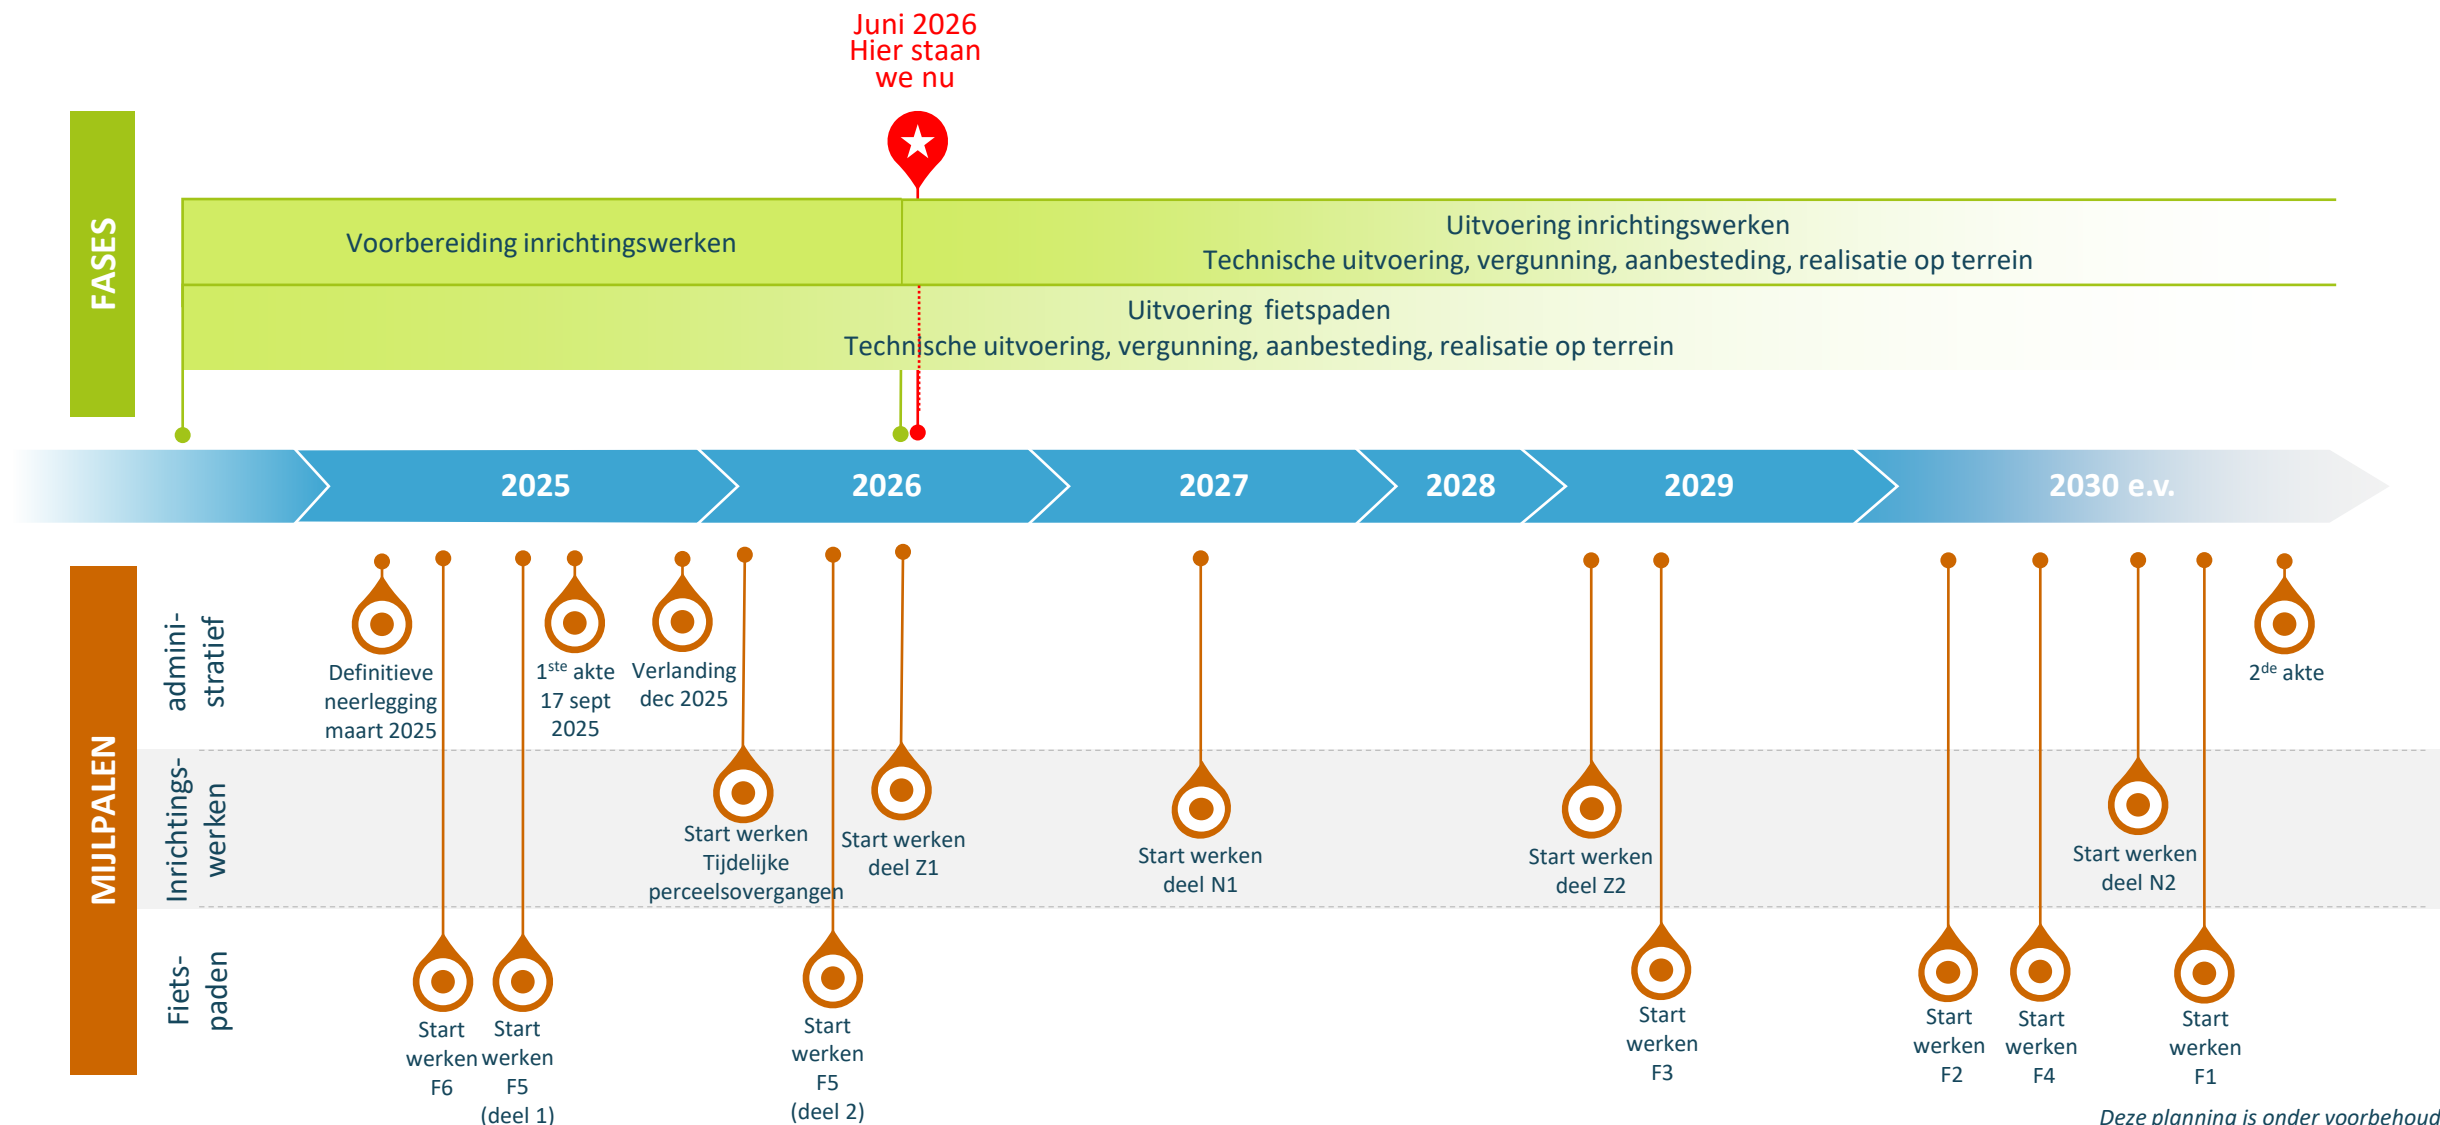 Juni 2026
Hier staan
we nu
FASES
Voorbereiding inrichtingswerken
Uitvoering inrichtingswerken
Technische uitvoering, vergunning, aanbesteding, realisatie op terrein
Uitvoering fietspaden
Technische uitvoering, vergunning, aanbesteding, realisatie op terrein
2025
2026
2027
2028
2029
2030 e.v.
MIJLPALEN
admini-
stratief
Definitieve
neerlegging
maart 2025
1ste akte
17 sept
2025
Verlanding
dec 2025
2de akte
Inrichtings-
werken
Start werken
Tijdelijke
perceelsovergangen
Start werken
deel Z1
Start werken
deel N1
Start werken
deel Z2
Start werken
deel N2
Fiets-
paden
Start
werken
F6
Start
werken
F5
(deel 1)
Start
werken
F5
(deel 2)
Start
werken
F3
Start
werken
F2
Start
werken
F4
Start
werken
F1
Deze planning is onder voorbehoud